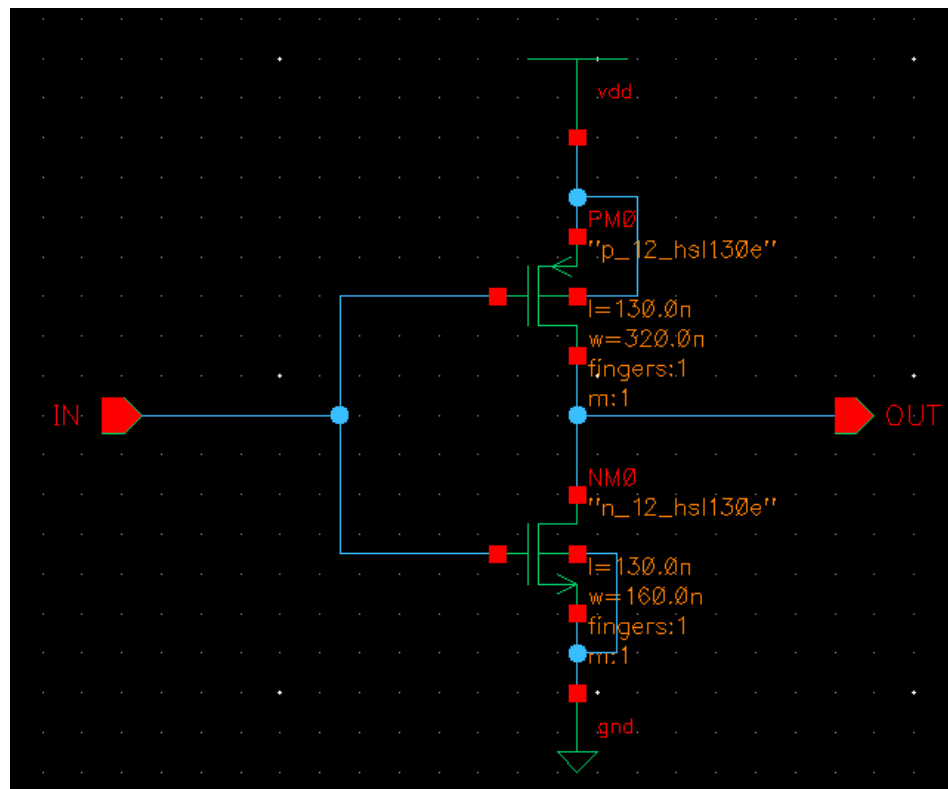 vdd
PM0
"p_12_hsl130e"
l=130.0n
w=320.0n
fingers:1
m:1
IN
OUT
NM0
"n_12_hsl130e"
l=130.0n
w=160.0n
fingers:1
m:1
gnd